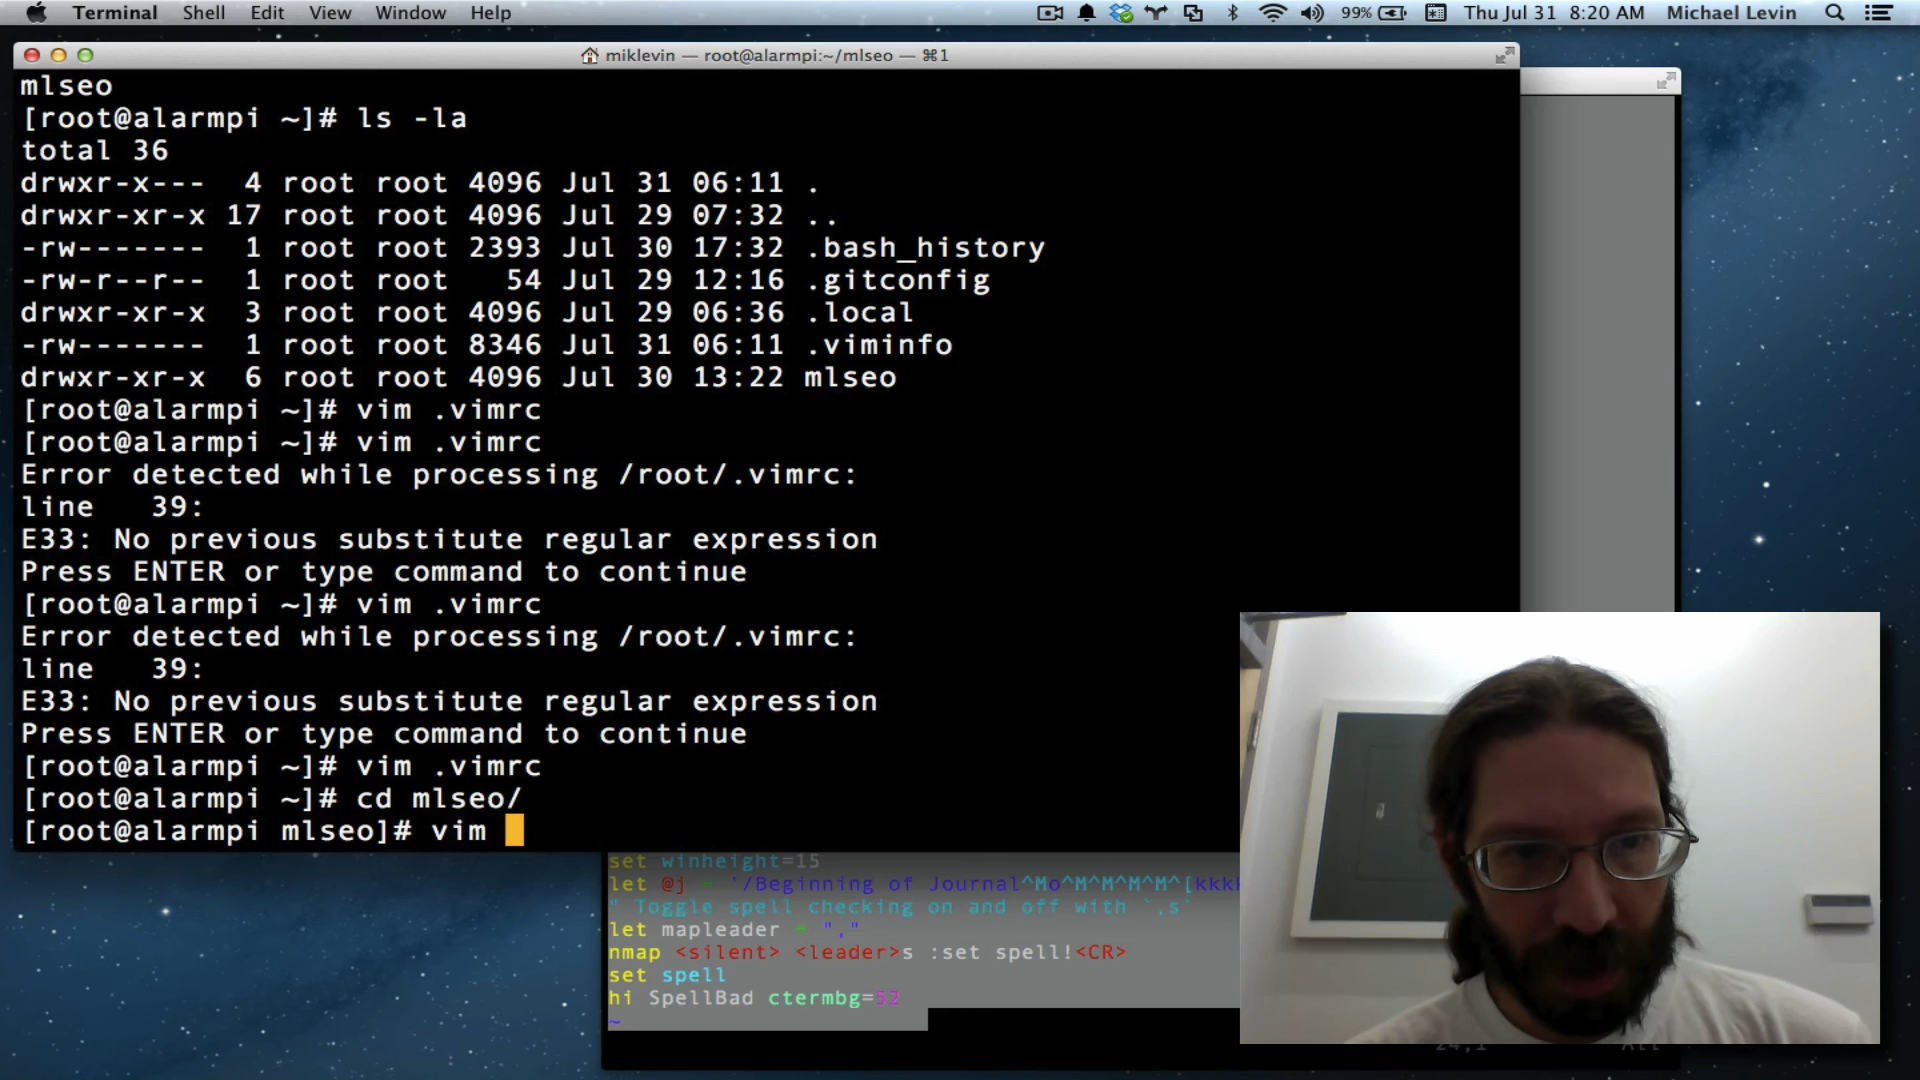 Terminal Shell Edit View Window Help 99% Thu Jul 31 8:20 AM Michael Levin
miklevin — root@alarmpi:~/mlseo — ⌘1
mlseo
[root@alarmpi ~]# ls -la
total 36
drwxr-x---  4 root root 4096 Jul 31 06:11 .
drwxr-xr-x 17 root root 4096 Jul 29 07:32 ..
-rw-------  1 root root 2393 Jul 30 17:32 .bash_history
-rw-r--r--  1 root root   54 Jul 29 12:16 .gitconfig
drwxr-xr-x  3 root root 4096 Jul 29 06:36 .local
-rw-------  1 root root 8346 Jul 31 06:11 .viminfo
drwxr-xr-x  6 root root 4096 Jul 30 13:22 mlseo
[root@alarmpi ~]# vim .vimrc
[root@alarmpi ~]# vim .vimrc
Error detected while processing /root/.vimrc:
line   39:
E33: No previous substitute regular expression
Press ENTER or type command to continue
[root@alarmpi ~]# vim .vimrc
Error detected while processing /root/.vimrc:
line   39:
E33: No previous substitute regular expression
Press ENTER or type command to continue
[root@alarmpi ~]# vim .vimrc
[root@alarmpi ~]# cd mlseo/
[root@alarmpi mlseo]# vim
set winheight=15
let @j = '/Beginning of Journal^Mo^M^M^M^M^[kkk
" Toggle spell checking on and off with `,s`
let mapleader = ","
nmap <silent> <leader>s :set spell!<CR>
set spell
hi SpellBad ctermbg=52
~